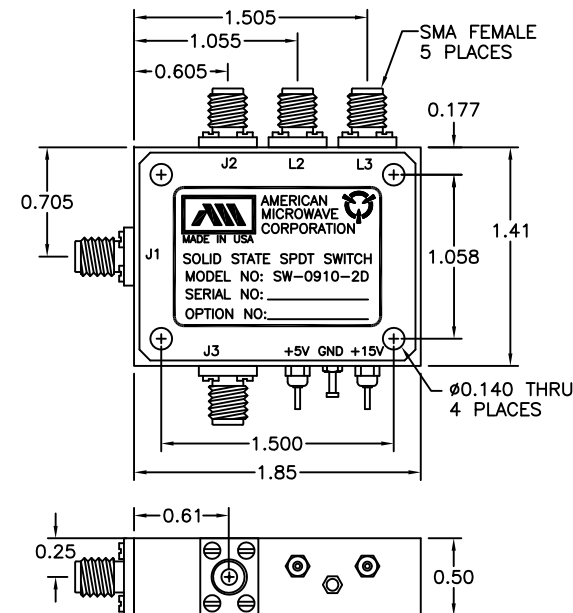 1.505
SMA FEMALE
5 PLACES
1.055
0.605
0.177
J2 L2 L3
0.705
AMERICAN
MICROWAVE
CORPORATION
MADE IN USA
1.41
J1
SOLID STATE SPDT SWITCH
1.058
MODEL NO: SW-0910-2D
SERIAL NO:
OPTION NO:
J3 +5V GND +15V
ø0.140 THRU
4 PLACES
1.500
1.85
0.61
0.25
0.50